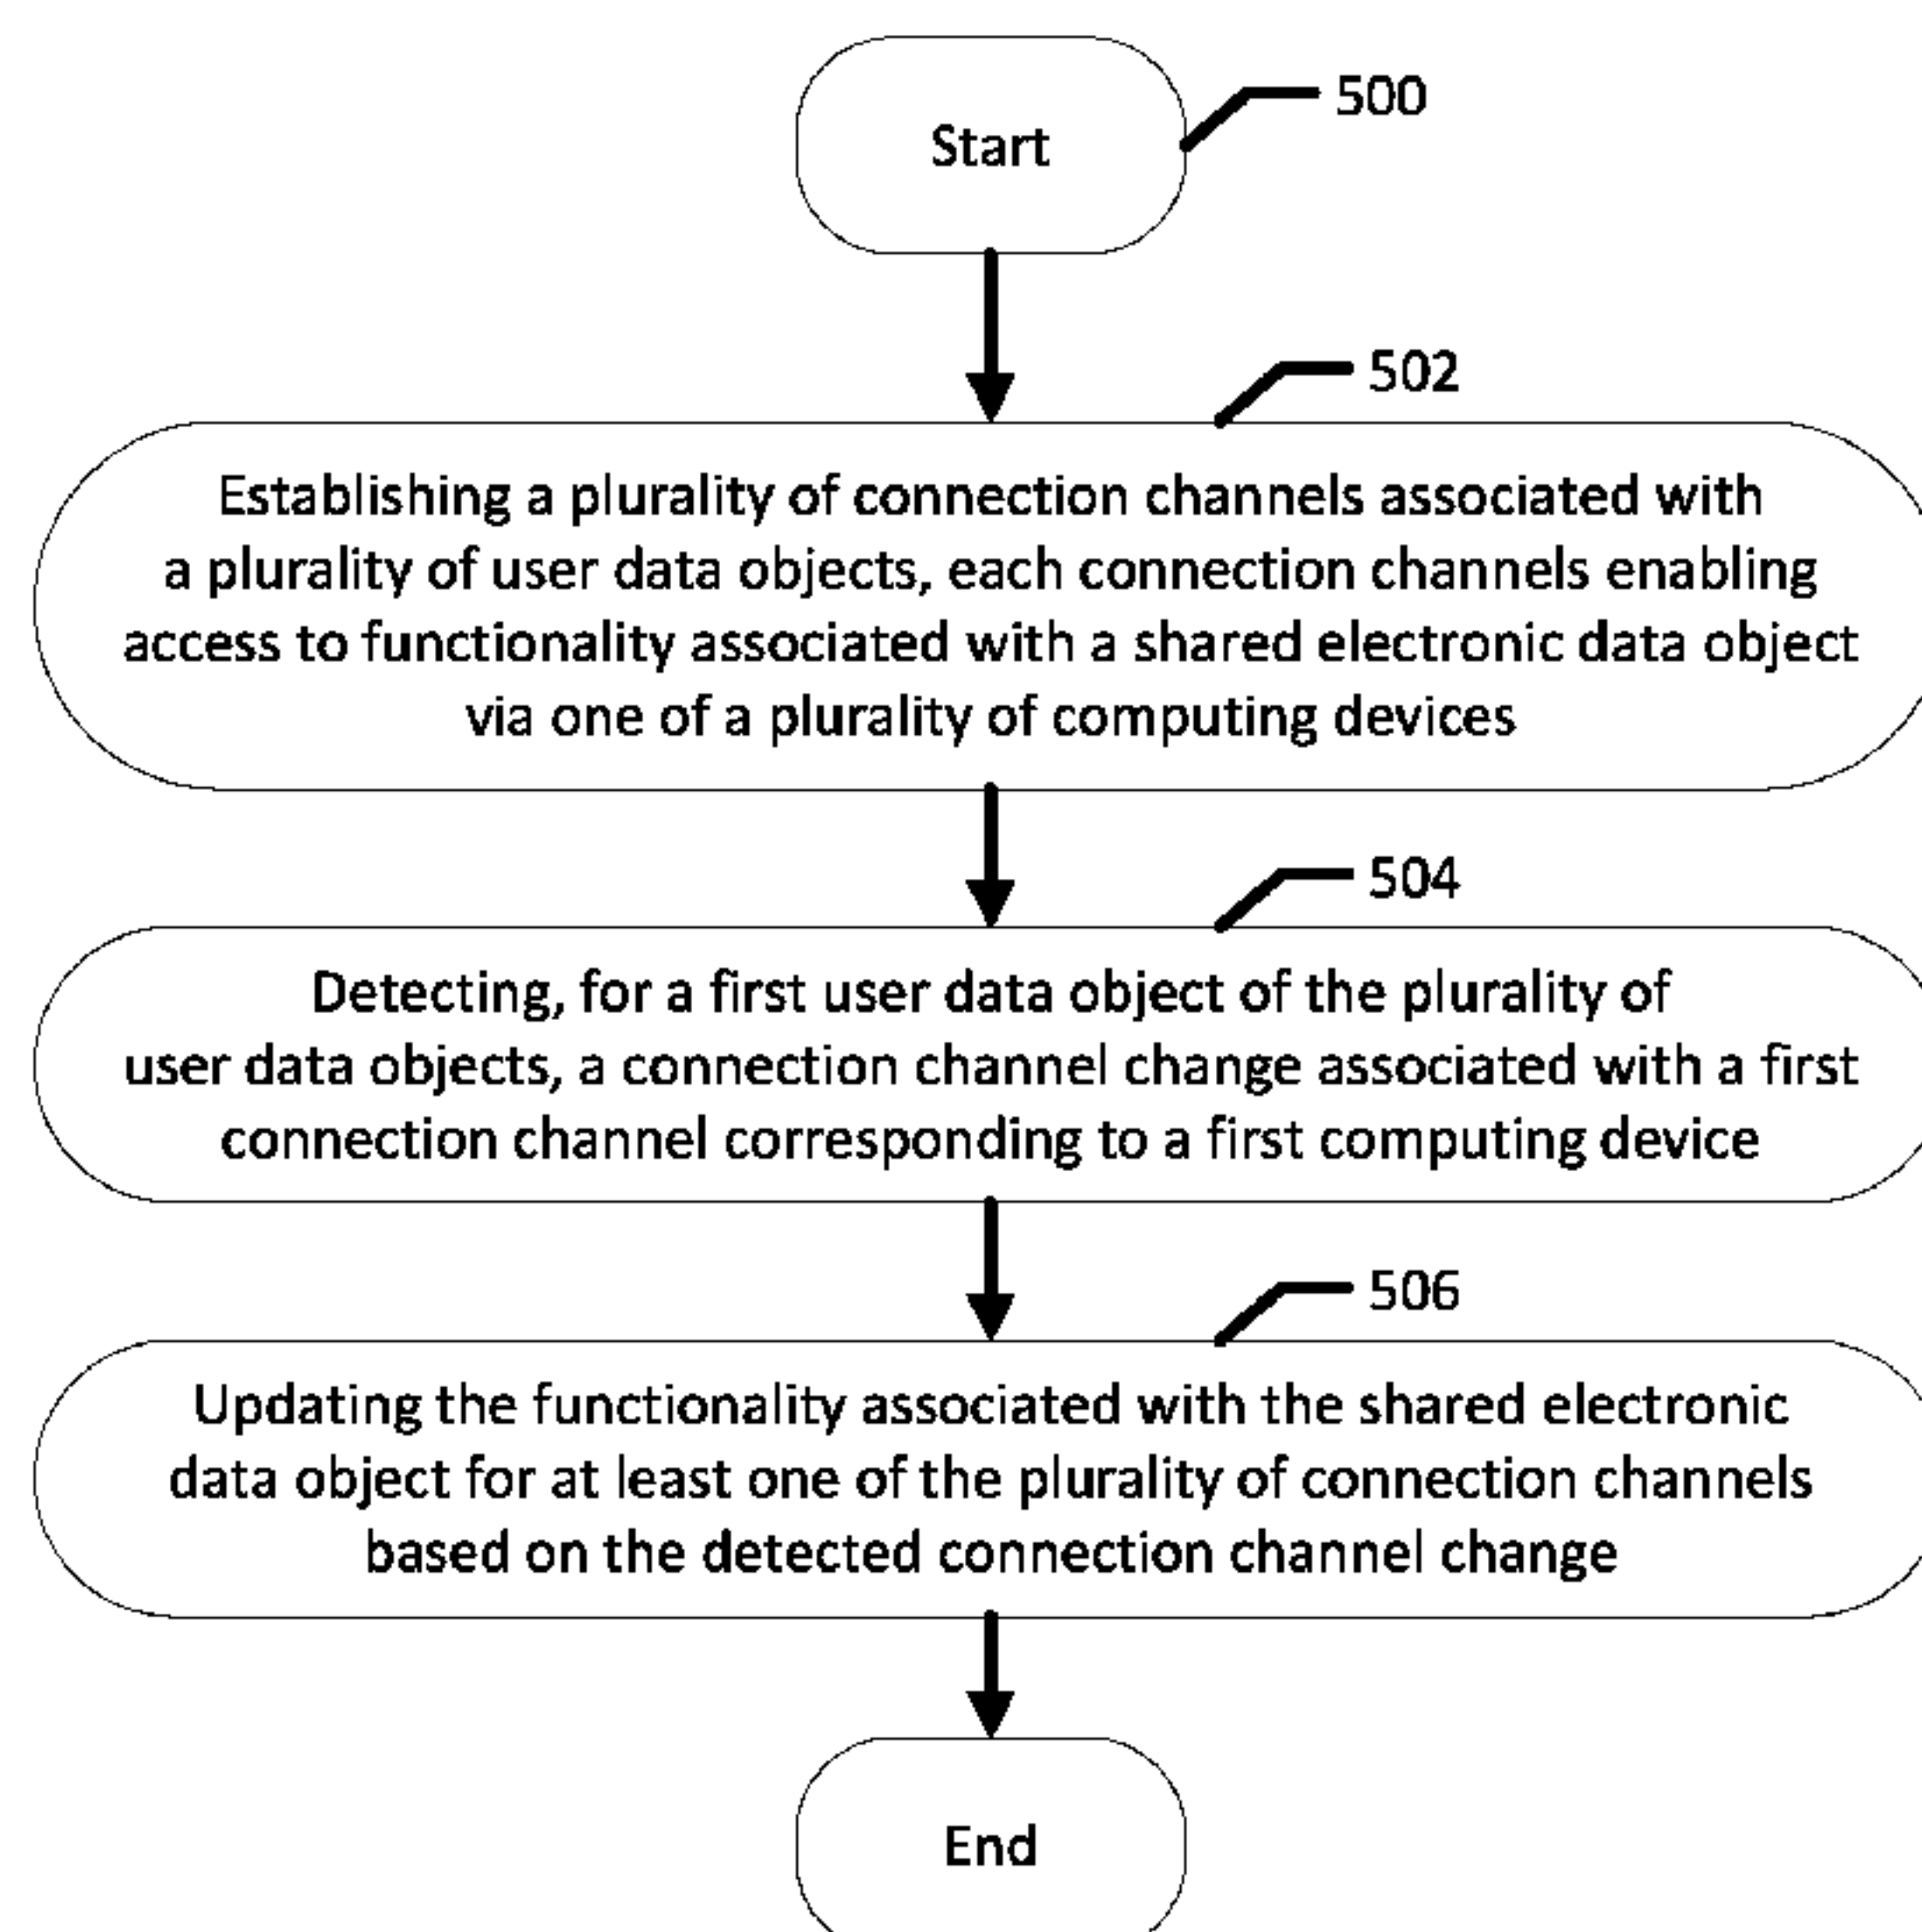 Start
500
502
Establishing a plurality of connection channels associated with
a plurality of user data objects, each connection channels enabling
access to functionality associated with a shared electronic data object
via one of a plurality of computing devices
504
Detecting, for a first user data object of the plurality of
user data objects, a connection channel change associated with a first
connection channel corresponding to a first computing device
506
Updating the functionality associated with the shared electronic
data object for at least one of the plurality of connection channels
based on the detected connection channel change
End